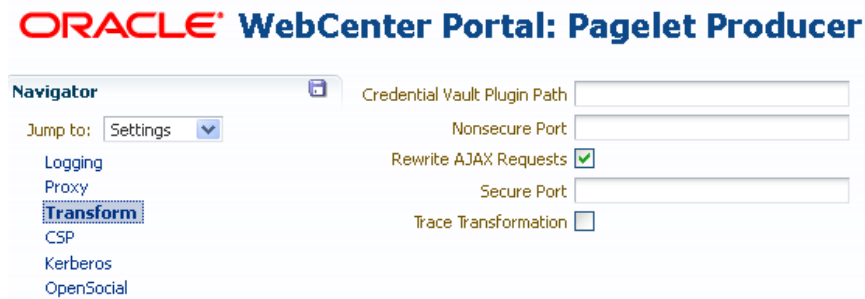 ORACLE WebCenter Portal: Pagelet Producer
Navigator
Jump to: Settings
Logging
Proxy
Transform
CSP
Kerberos
OpenSocial
Credential Vault Plugin Path
Nonsecure Port
Rewrite AJAX Requests
Secure Port
Trace Transformation